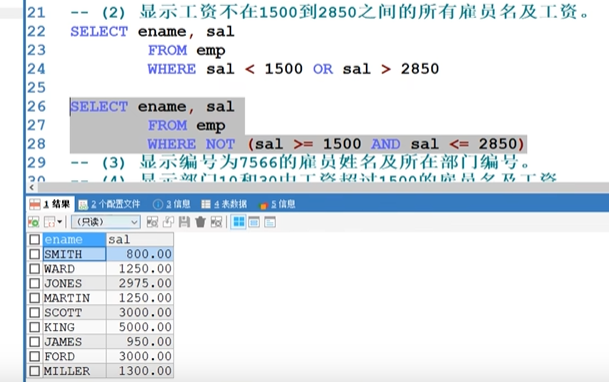 21 -- (2) 显示工资不在1500到2850之间的所有雇员名及工资。
22 SELECT ename, sal
23 FROM emp
24 WHERE sal < 1500 OR sal > 2850
25
26 SELECT ename, sal
27 FROM emp
28 WHERE NOT (sal >= 1500 AND sal <= 2850)
29 -- (3) 显示编号为7566的雇员姓名及所在部门编号。
30 -- (4) 显示部门10和30中工资超过1500的雇员名及工资
1 结果 2 个配置文件 3 信息 4 表数据 5 信息
(只读)
ename sal
SMITH 800.00
WARD 1250.00
JONES 2975.00
MARTIN 1250.00
SCOTT 3000.00
KING 5000.00
JAMES 950.00
FORD 3000.00
MILLER 1300.00